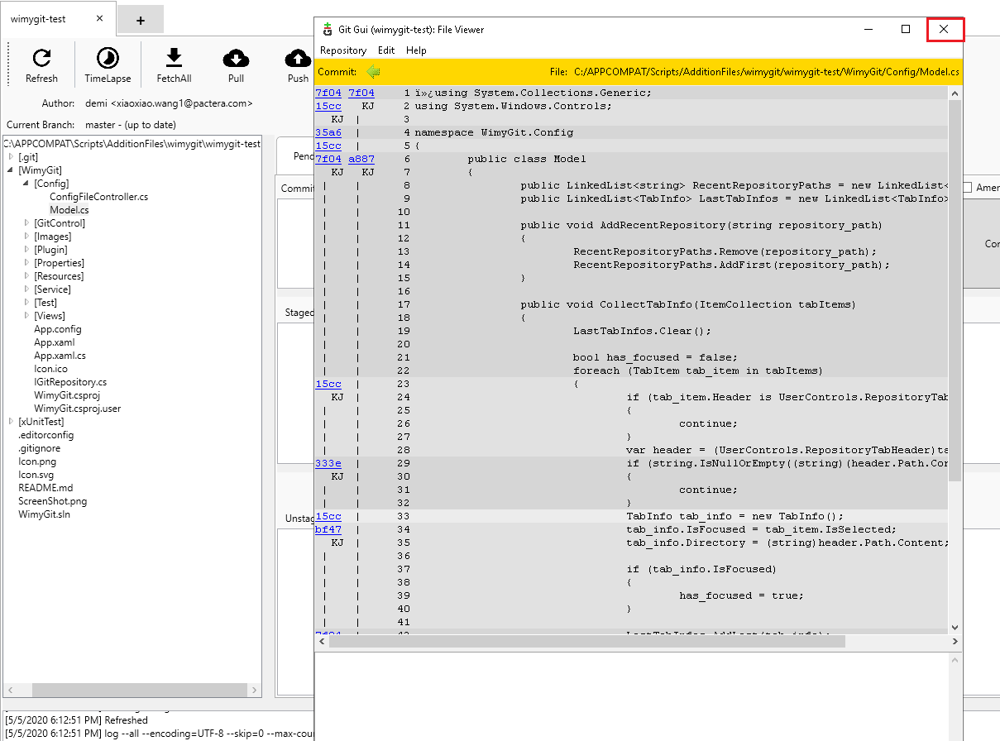 wimygit-test
+
Refresh
TimeLapse
FetchAll
Pull
Push
Author: demi <xiaoxiao.wang1@pactera.com>
Current Branch: master - (up to date)
C:\APPCOMPAT\Scripts\AdditionFiles\wimygit\wimygit-test
[.git]
[WimyGit]
[Config]
ConfigFileController.cs
Model.cs
[GitControl]
[Images]
[Plugin]
[Properties]
[Resources]
[Service]
[Test]
[Views]
App.config
App.xaml
App.xaml.cs
Icon.ico
IGitRepository.cs
WimyGit.csproj
WimyGit.csproj.user
[xUnitTest]
.editorconfig
.gitignore
Icon.png
Icon.svg
README.md
ScreenShot.png
WimyGit.sln
[5/5/2020 6:12:51 PM] Refreshed
[5/5/2020 6:12:51 PM] log --all --encoding=UTF-8 --skip=0 --max-cou
Pend
Commit
Staged
Unstag
Amen
Co
Git Gui (wimygit-test): File Viewer
Repository Edit Help
Commit:
File: C:/APPCOMPAT/Scripts/AdditionFiles/wimygit/wimygit-test/WimyGit/Config/Model.cs
7f04 7f04 1 ï»¿using System.Collections.Generic;
15cc KJ 2 using System.Windows.Controls;
KJ | 3
35a6 | 4 namespace WimyGit.Config
15cc | 5 {
7f04 a887 6 public class Model
KJ KJ 7 {
| | 8 public LinkedList<string> RecentRepositoryPaths = new LinkedList<
| | 9 public LinkedList<TabInfo> LastTabInfos = new LinkedList<TabInfo>
| | 10
| | 11 public void AddRecentRepository(string repository_path)
| | 12 {
| | 13 RecentRepositoryPaths.Remove(repository_path);
| | 14 RecentRepositoryPaths.AddFirst(repository_path);
| | 15 }
| | 16
| | 17 public void CollectTabInfo(ItemCollection tabItems)
| | 18 {
| | 19 LastTabInfos.Clear();
| | 20
| | 21 bool has_focused = false;
| | 22 foreach (TabItem tab_item in tabItems)
15cc | 23 {
KJ | 24 if (tab_item.Header is UserControls.RepositoryTab
| | 25 {
| | 26 continue;
| | 27 }
| | 28 var header = (UserControls.RepositoryTabHeader)ta
333e | 29 if (string.IsNullOrEmpty((string)(header.Path.Con
KJ | 30 {
| | 31 continue;
| | 32 }
15cc | 33 TabInfo tab_info = new TabInfo();
bf47 | 34 tab_info.IsFocused = tab_item.IsSelected;
KJ | 35 tab_info.Directory = (string)header.Path.Content;
| | 36
| | 37 if (tab_info.IsFocused)
| | 38 {
| | 39 has_focused = true;
| | 40 }
| | 41